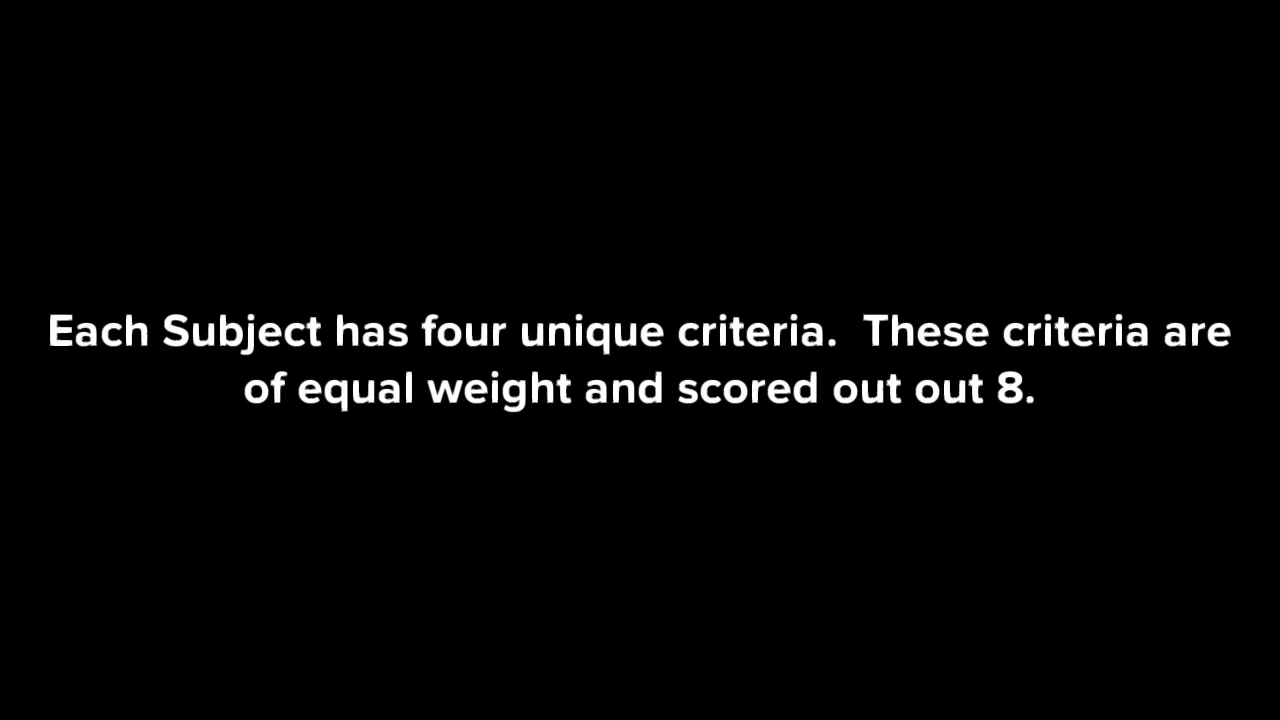 Each Subject has four unique criteria.  These criteria are
of equal weight and scored out out 8.